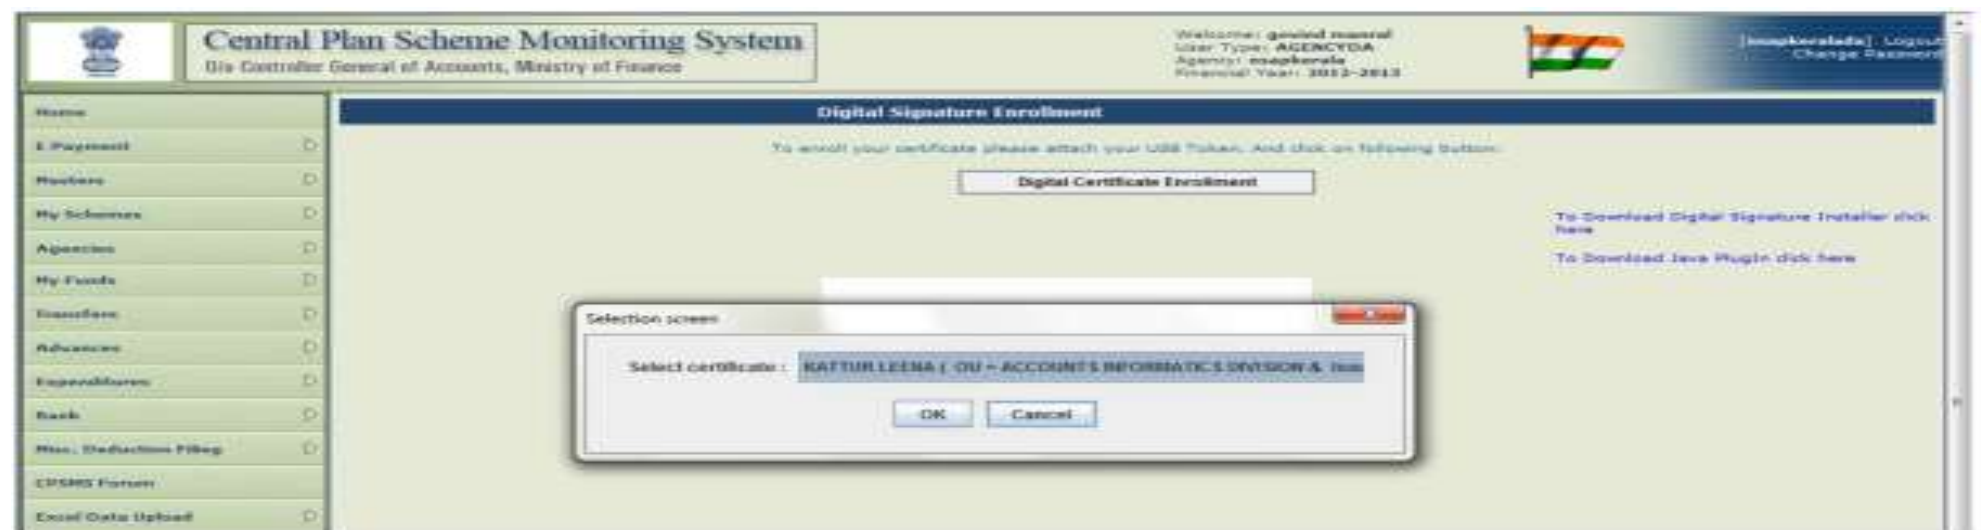 Central Plan Scheme Monitoring System
O/o Controller General of Accounts, Ministry of Finance
Welcome: govind
User Type: AGENCYDA
Agency: msapkerala
Financial Year: 2012-2013
Logout
Change Password
Home
E Payment
Masters
My Schemes
Agencies
My Funds
Transfers
Advances
Expenditures
Bank
Misc. Deduction Filing
CPSMS Forum
Excel Data Upload
Digital Signature Enrollment
To enroll your certificate please attach your USB Token. And click on following button.
Digital Certificate Enrollment
To Download Digital Signature Installer click
here
To Download Java Plugin click here
Selection screen
Select certificate : KATTUR LEENA ( OU = ACCOUNTS INFORMATICS DIVISION &
OK Cancel